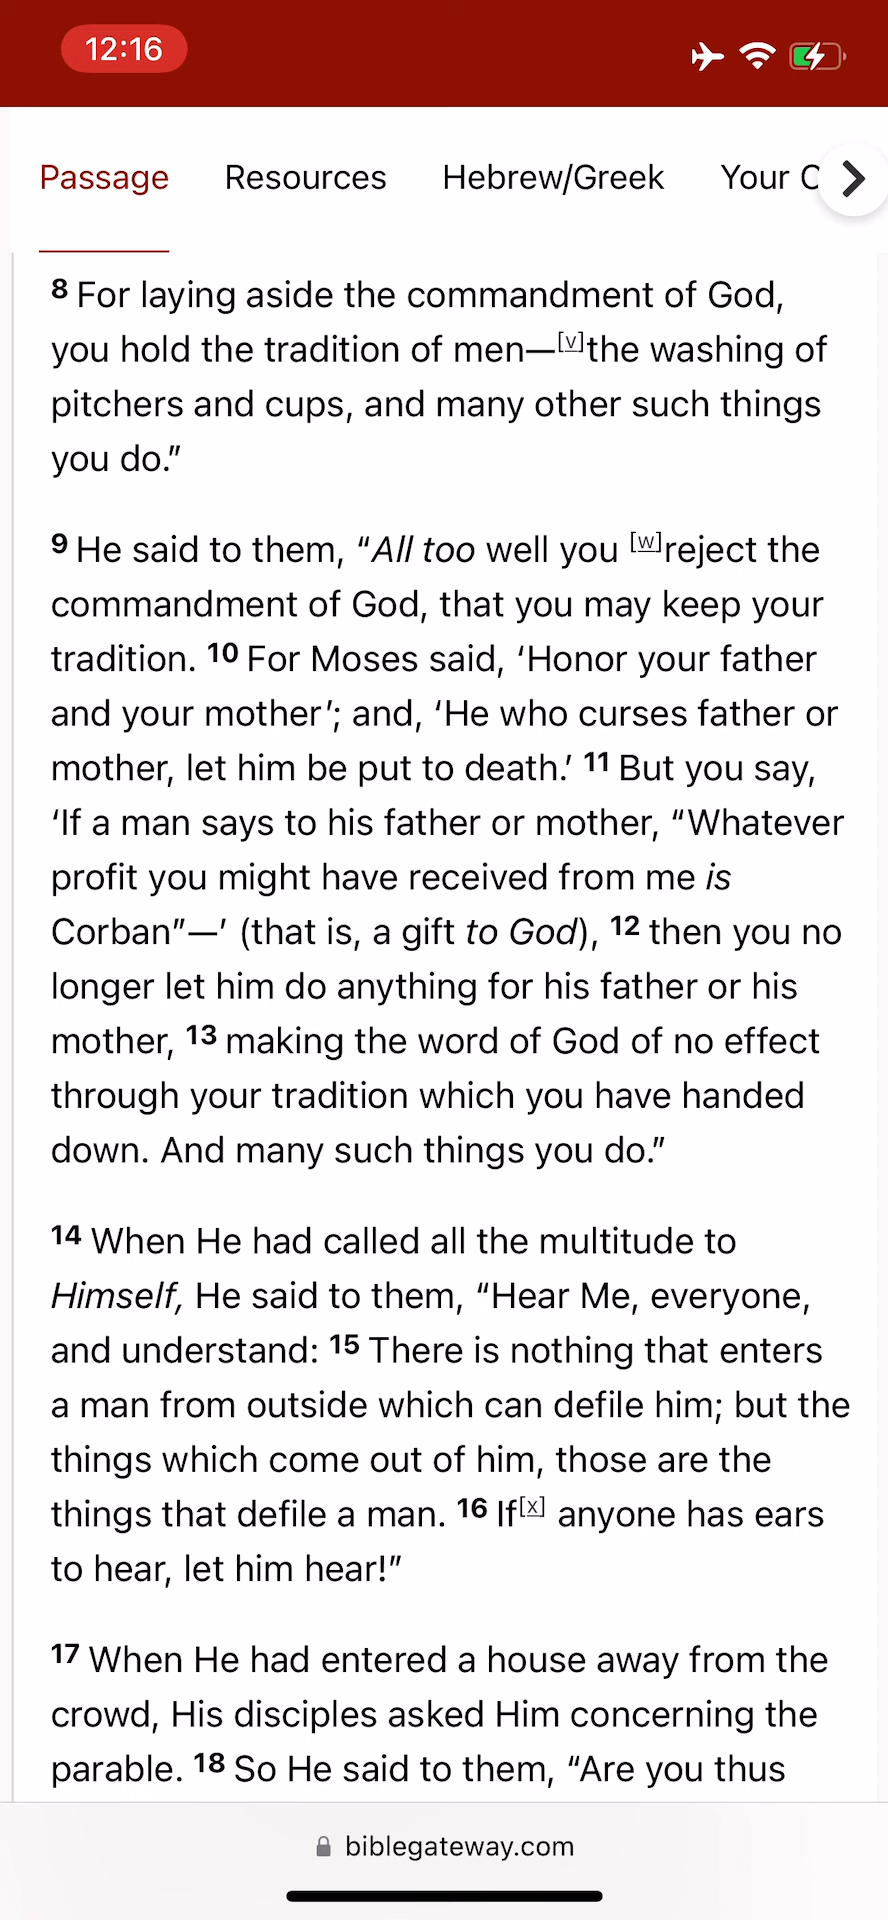 12:16
Passage Resources Hebrew/Greek Your
8 For laying aside the commandment of God,
you hold the tradition of men—[v]the washing of
pitchers and cups, and many other such things
you do.”
9 He said to them, “All too well you [w]reject the
commandment of God, that you may keep your
tradition. 10 For Moses said, ‘Honor your father
and your mother’; and, ‘He who curses father or
mother, let him be put to death.’ 11 But you say,
‘If a man says to his father or mother, “Whatever
profit you might have received from me is
Corban”—’ (that is, a gift to God), 12 then you no
longer let him do anything for his father or his
mother, 13 making the word of God of no effect
through your tradition which you have handed
down. And many such things you do.”
14 When He had called all the multitude to
Himself, He said to them, “Hear Me, everyone,
and understand: 15 There is nothing that enters
a man from outside which can defile him; but the
things which come out of him, those are the
things that defile a man. 16 If[x] anyone has ears
to hear, let him hear!”
17 When He had entered a house away from the
crowd, His disciples asked Him concerning the
parable. 18 So He said to them, “Are you thus
biblegateway.com